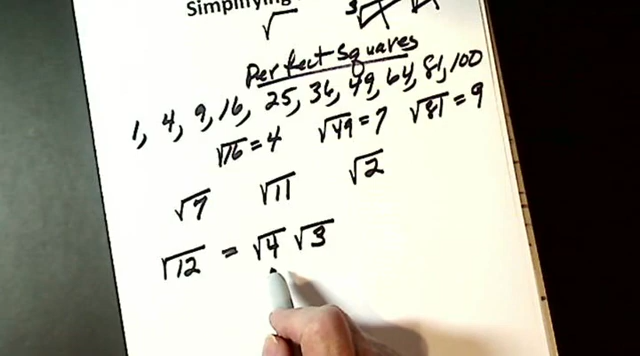 Simplifying
√ 3√ √
Perfect Squares
1, 4, 9, 16, 25, 36, 49, 64, 81, 100
√16 = 4 √49 = 7 √81 = 9
√7 √11 √2
√12 = √4 √3